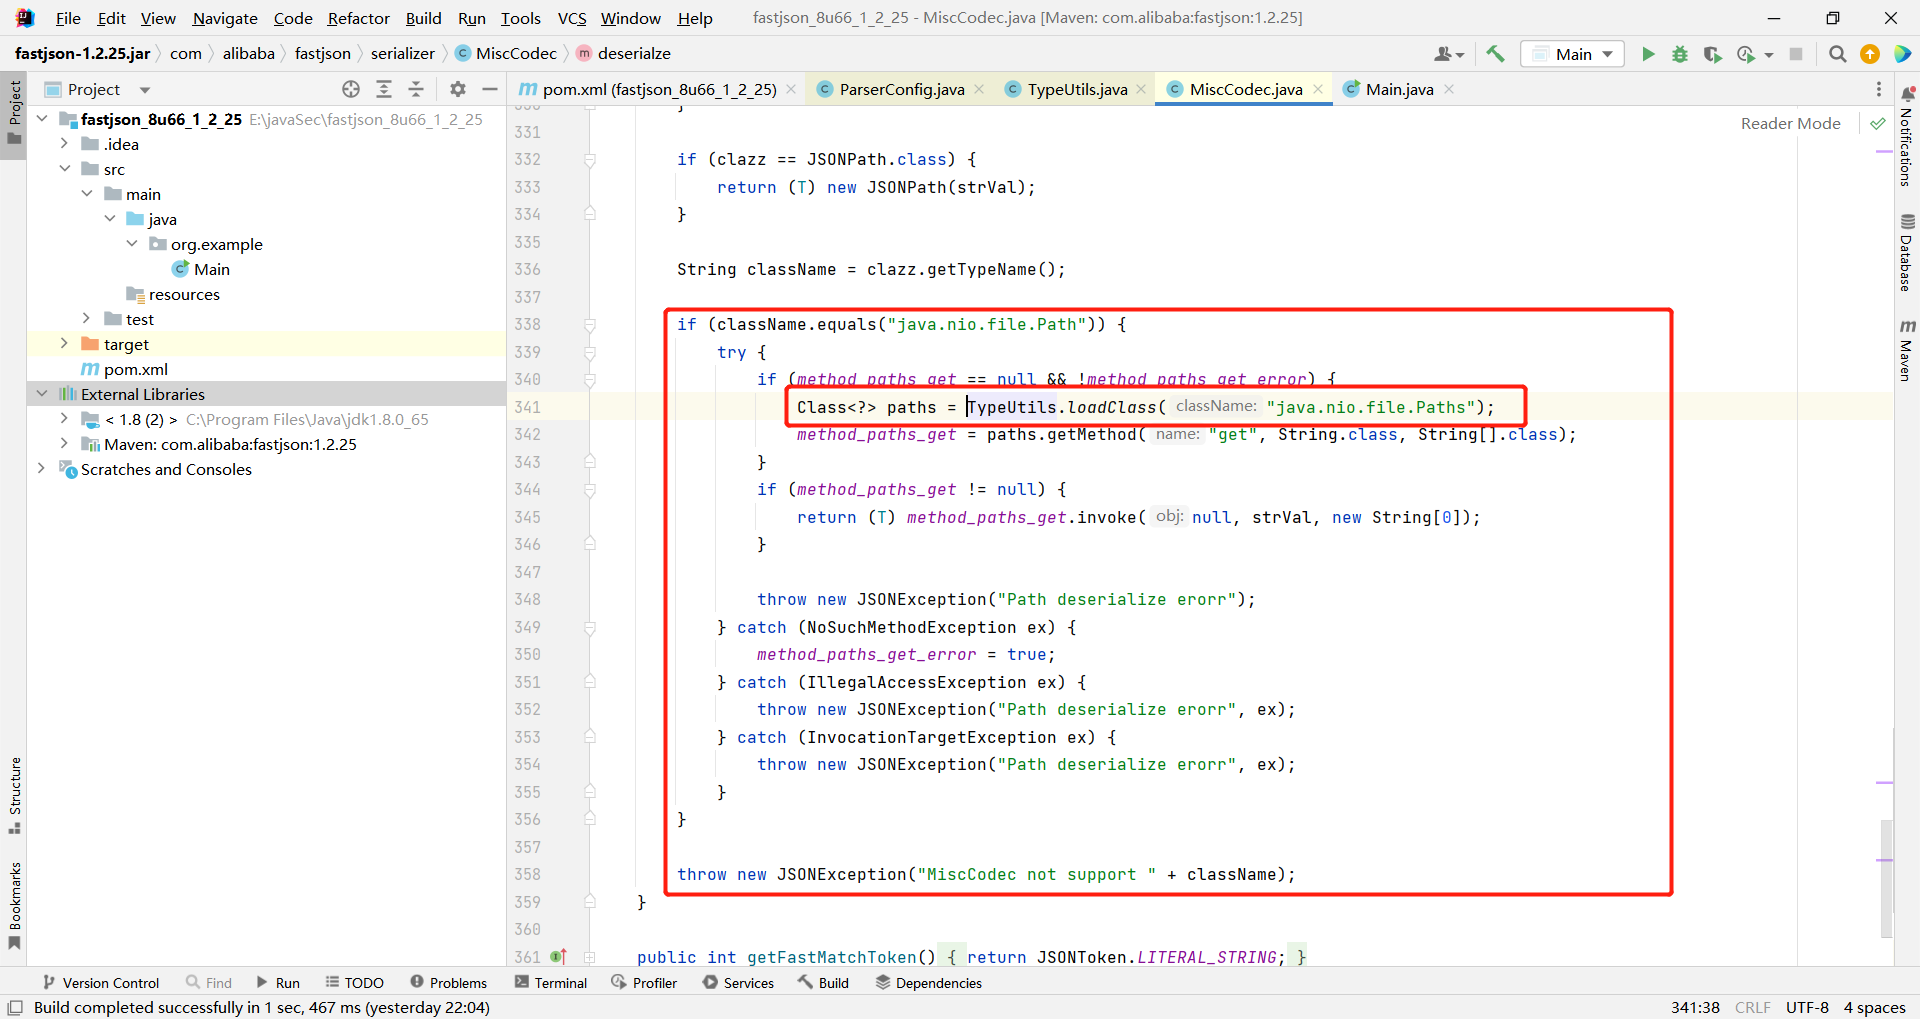 File Edit View Navigate Code Refactor Build Run Tools VCS Window Help fastjson_8u66_1_2_25 - MiscCodec.java [Maven: com.alibaba:fastjson:1.2.25]
fastjson-1.2.25.jar com alibaba fastjson serializer MiscCodec deserialze Main
Project pom.xml (fastjson_8u66_1_2_25) ParserConfig.java TypeUtils.java MiscCodec.java Main.java
Reader Mode
Project
fastjson_8u66_1_2_25 E:\javaSec\fastjson_8u66_1_2_25
.idea
src
main
java
org.example
Main
resources
test
target
pom.xml
External Libraries
< 1.8 (2) > C:\Program Files\Java\jdk1.8.0_65
Maven: com.alibaba:fastjson:1.2.25
Scratches and Consoles
Structure
Bookmarks
330 }
331
332 if (clazz == JSONPath.class) {
333 return (T) new JSONPath(strVal);
334 }
335
336 String className = clazz.getTypeName();
337
338 if (className.equals("java.nio.file.Path")) {
339 try {
340 if (method_paths_get == null && !method_paths_get_error) {
341 Class<?> paths = TypeUtils.loadClass( className: "java.nio.file.Paths");
342 method_paths_get = paths.getMethod( name: "get", String.class, String[].class);
343 }
344 if (method_paths_get != null) {
345 return (T) method_paths_get.invoke( obj: null, strVal, new String[0]);
346 }
347
348 throw new JSONException("Path deserialize erorr");
349 } catch (NoSuchMethodException ex) {
350 method_paths_get_error = true;
351 } catch (IllegalAccessException ex) {
352 throw new JSONException("Path deserialize erorr", ex);
353 } catch (InvocationTargetException ex) {
354 throw new JSONException("Path deserialize erorr", ex);
355 }
356 }
357
358 throw new JSONException("MiscCodec not support " + className);
359 }
360
361 public int getFastMatchToken() { return JSONToken.LITERAL_STRING; }
Notifications
Database
Maven
Version Control Find Run TODO Problems Terminal Profiler Services Build Dependencies
Build completed successfully in 1 sec, 467 ms (yesterday 22:04) 341:38 CRLF UTF-8 4 spaces